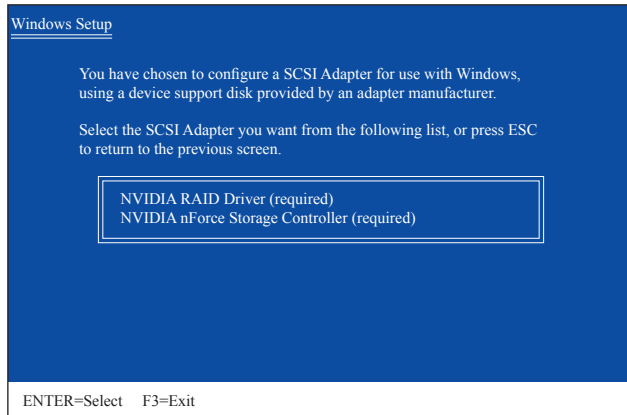 Windows Setup
You have chosen to configure a SCSI Adapter for use with Windows,
using a device support disk provided by an adapter manufacturer.
Select the SCSI Adapter you want from the following list, or press ESC
to return to the previous screen.
NVIDIA RAID Driver (required)
NVIDIA nForce Storage Controller (required)
ENTER=Select F3=Exit